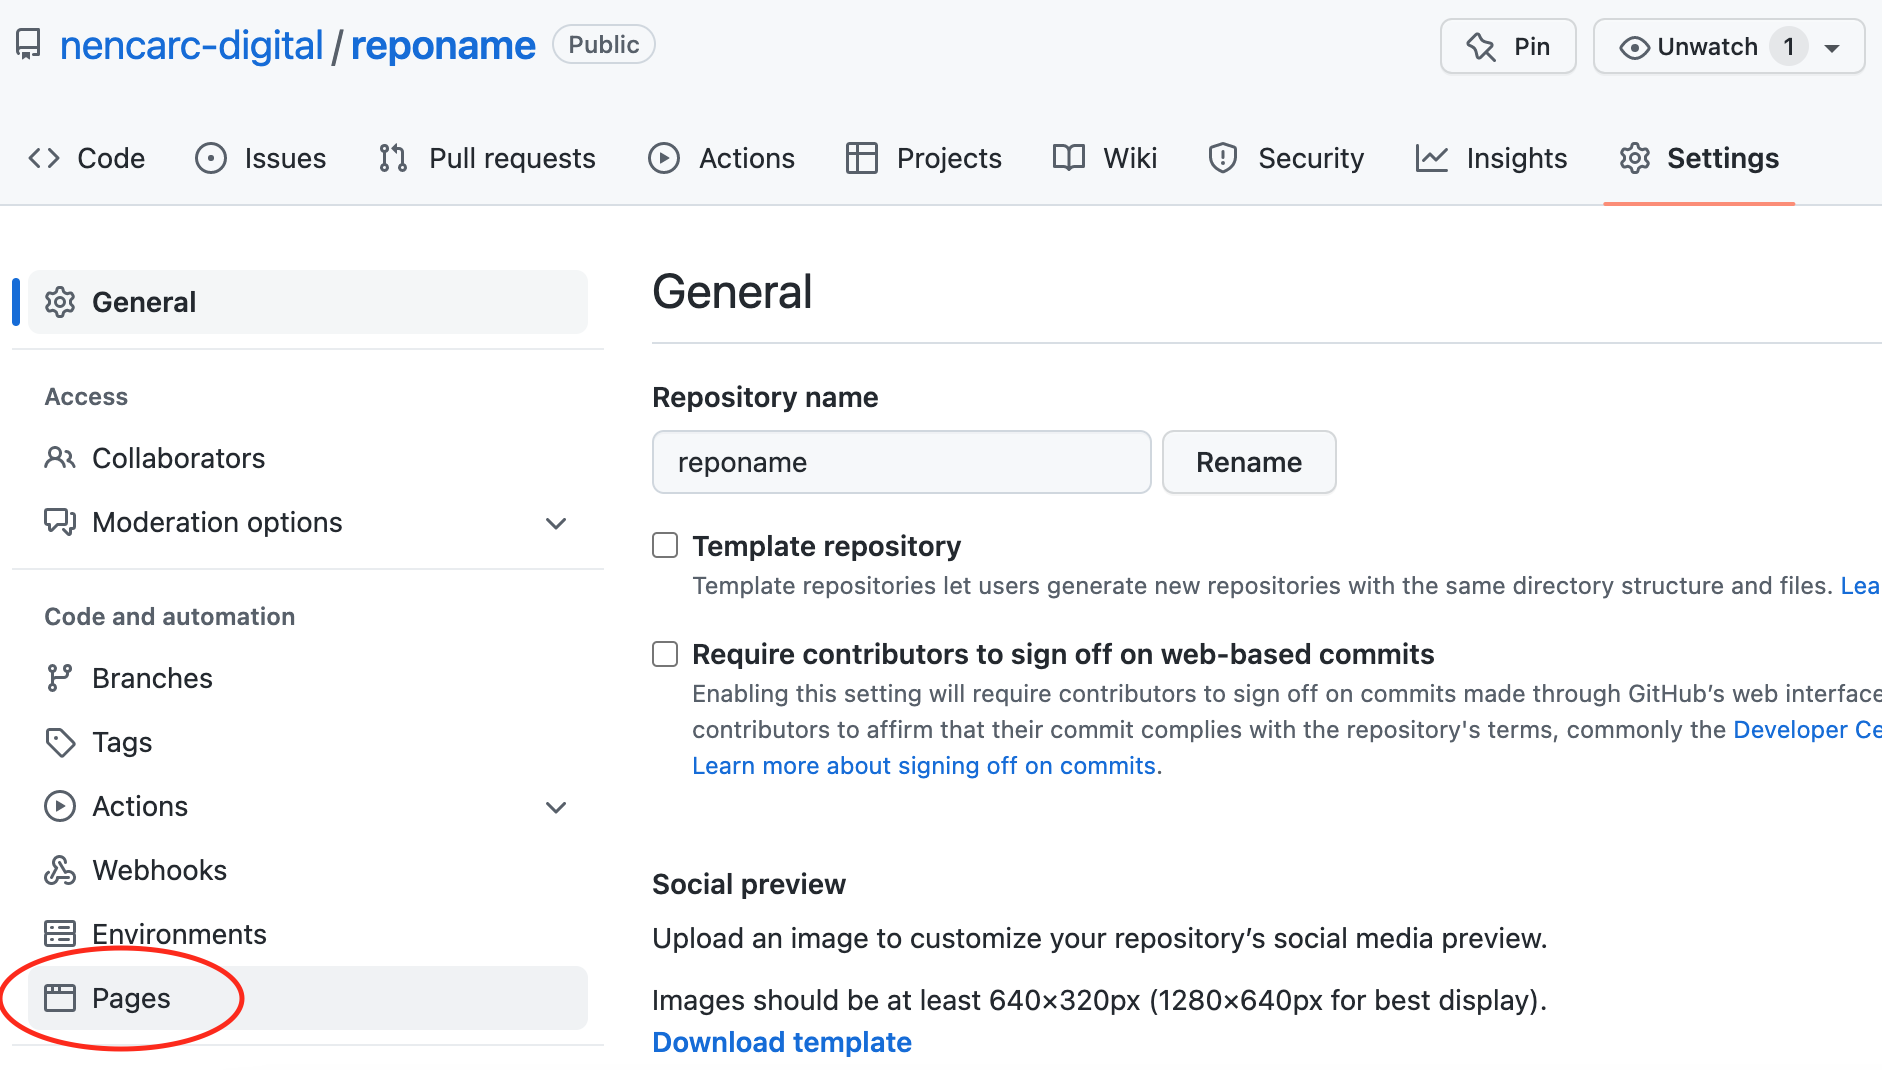 nencarc-digital / reponame Public
Pin
Unwatch 1
Code Issues Pull requests Actions Projects Wiki Security Insights Settings
General
Access
Collaborators
Moderation options
Code and automation
Branches
Tags
Actions
Webhooks
Environments
Pages
General
Repository name
reponame
Rename
Template repository
Template repositories let users generate new repositories with the same directory structure and files. Lea
Require contributors to sign off on web-based commits
Enabling this setting will require contributors to sign off on commits made through GitHub’s web interface
contributors to affirm that their commit complies with the repository's terms, commonly the Developer Ce
Learn more about signing off on commits.
Social preview
Upload an image to customize your repository’s social media preview.
Images should be at least 640×320px (1280×640px for best display).
Download template